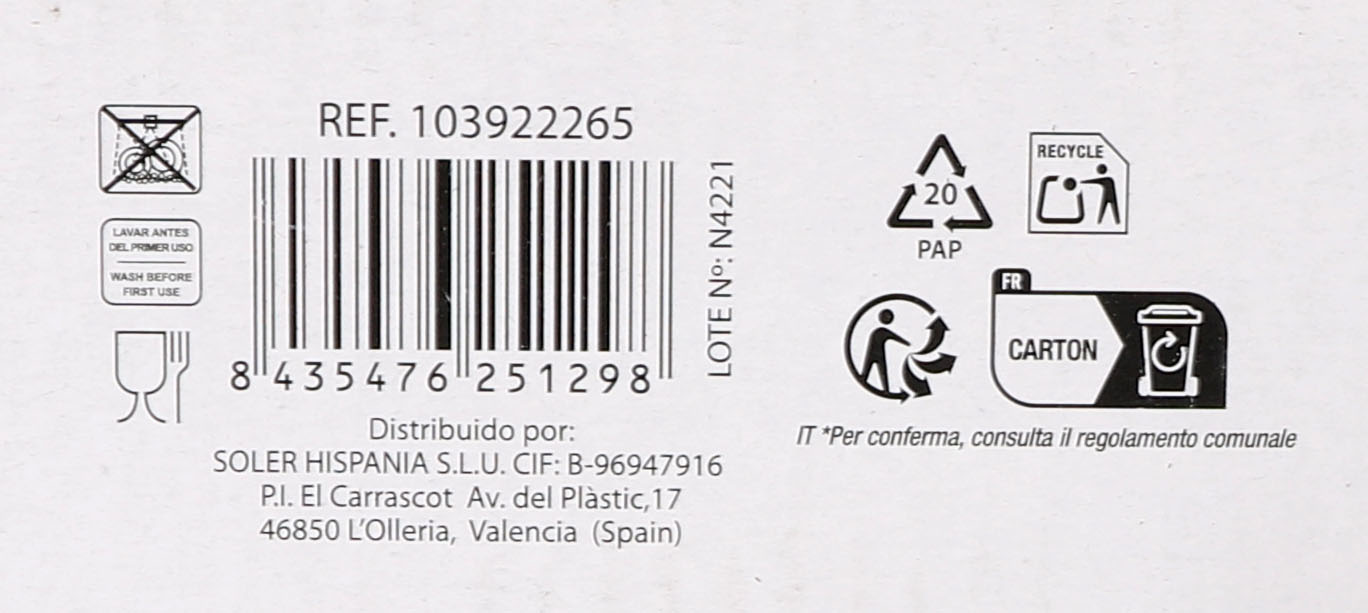 REF. 103922265
LAVAR ANTES
DEL PRIMER USO
WASH BEFORE
FIRST USE
8 435476 251298
LOTE Nº: N4221
Distribuido por:
SOLER HISPANIA S.L.U. CIF: B-96947916
P.I. El Carrascot Av. del Plàstic,17
46850 L'Olleria, Valencia (Spain)
20
PAP
RECYCLE
FR
CARTON
IT *Per conferma, consulta il regolamento comunale